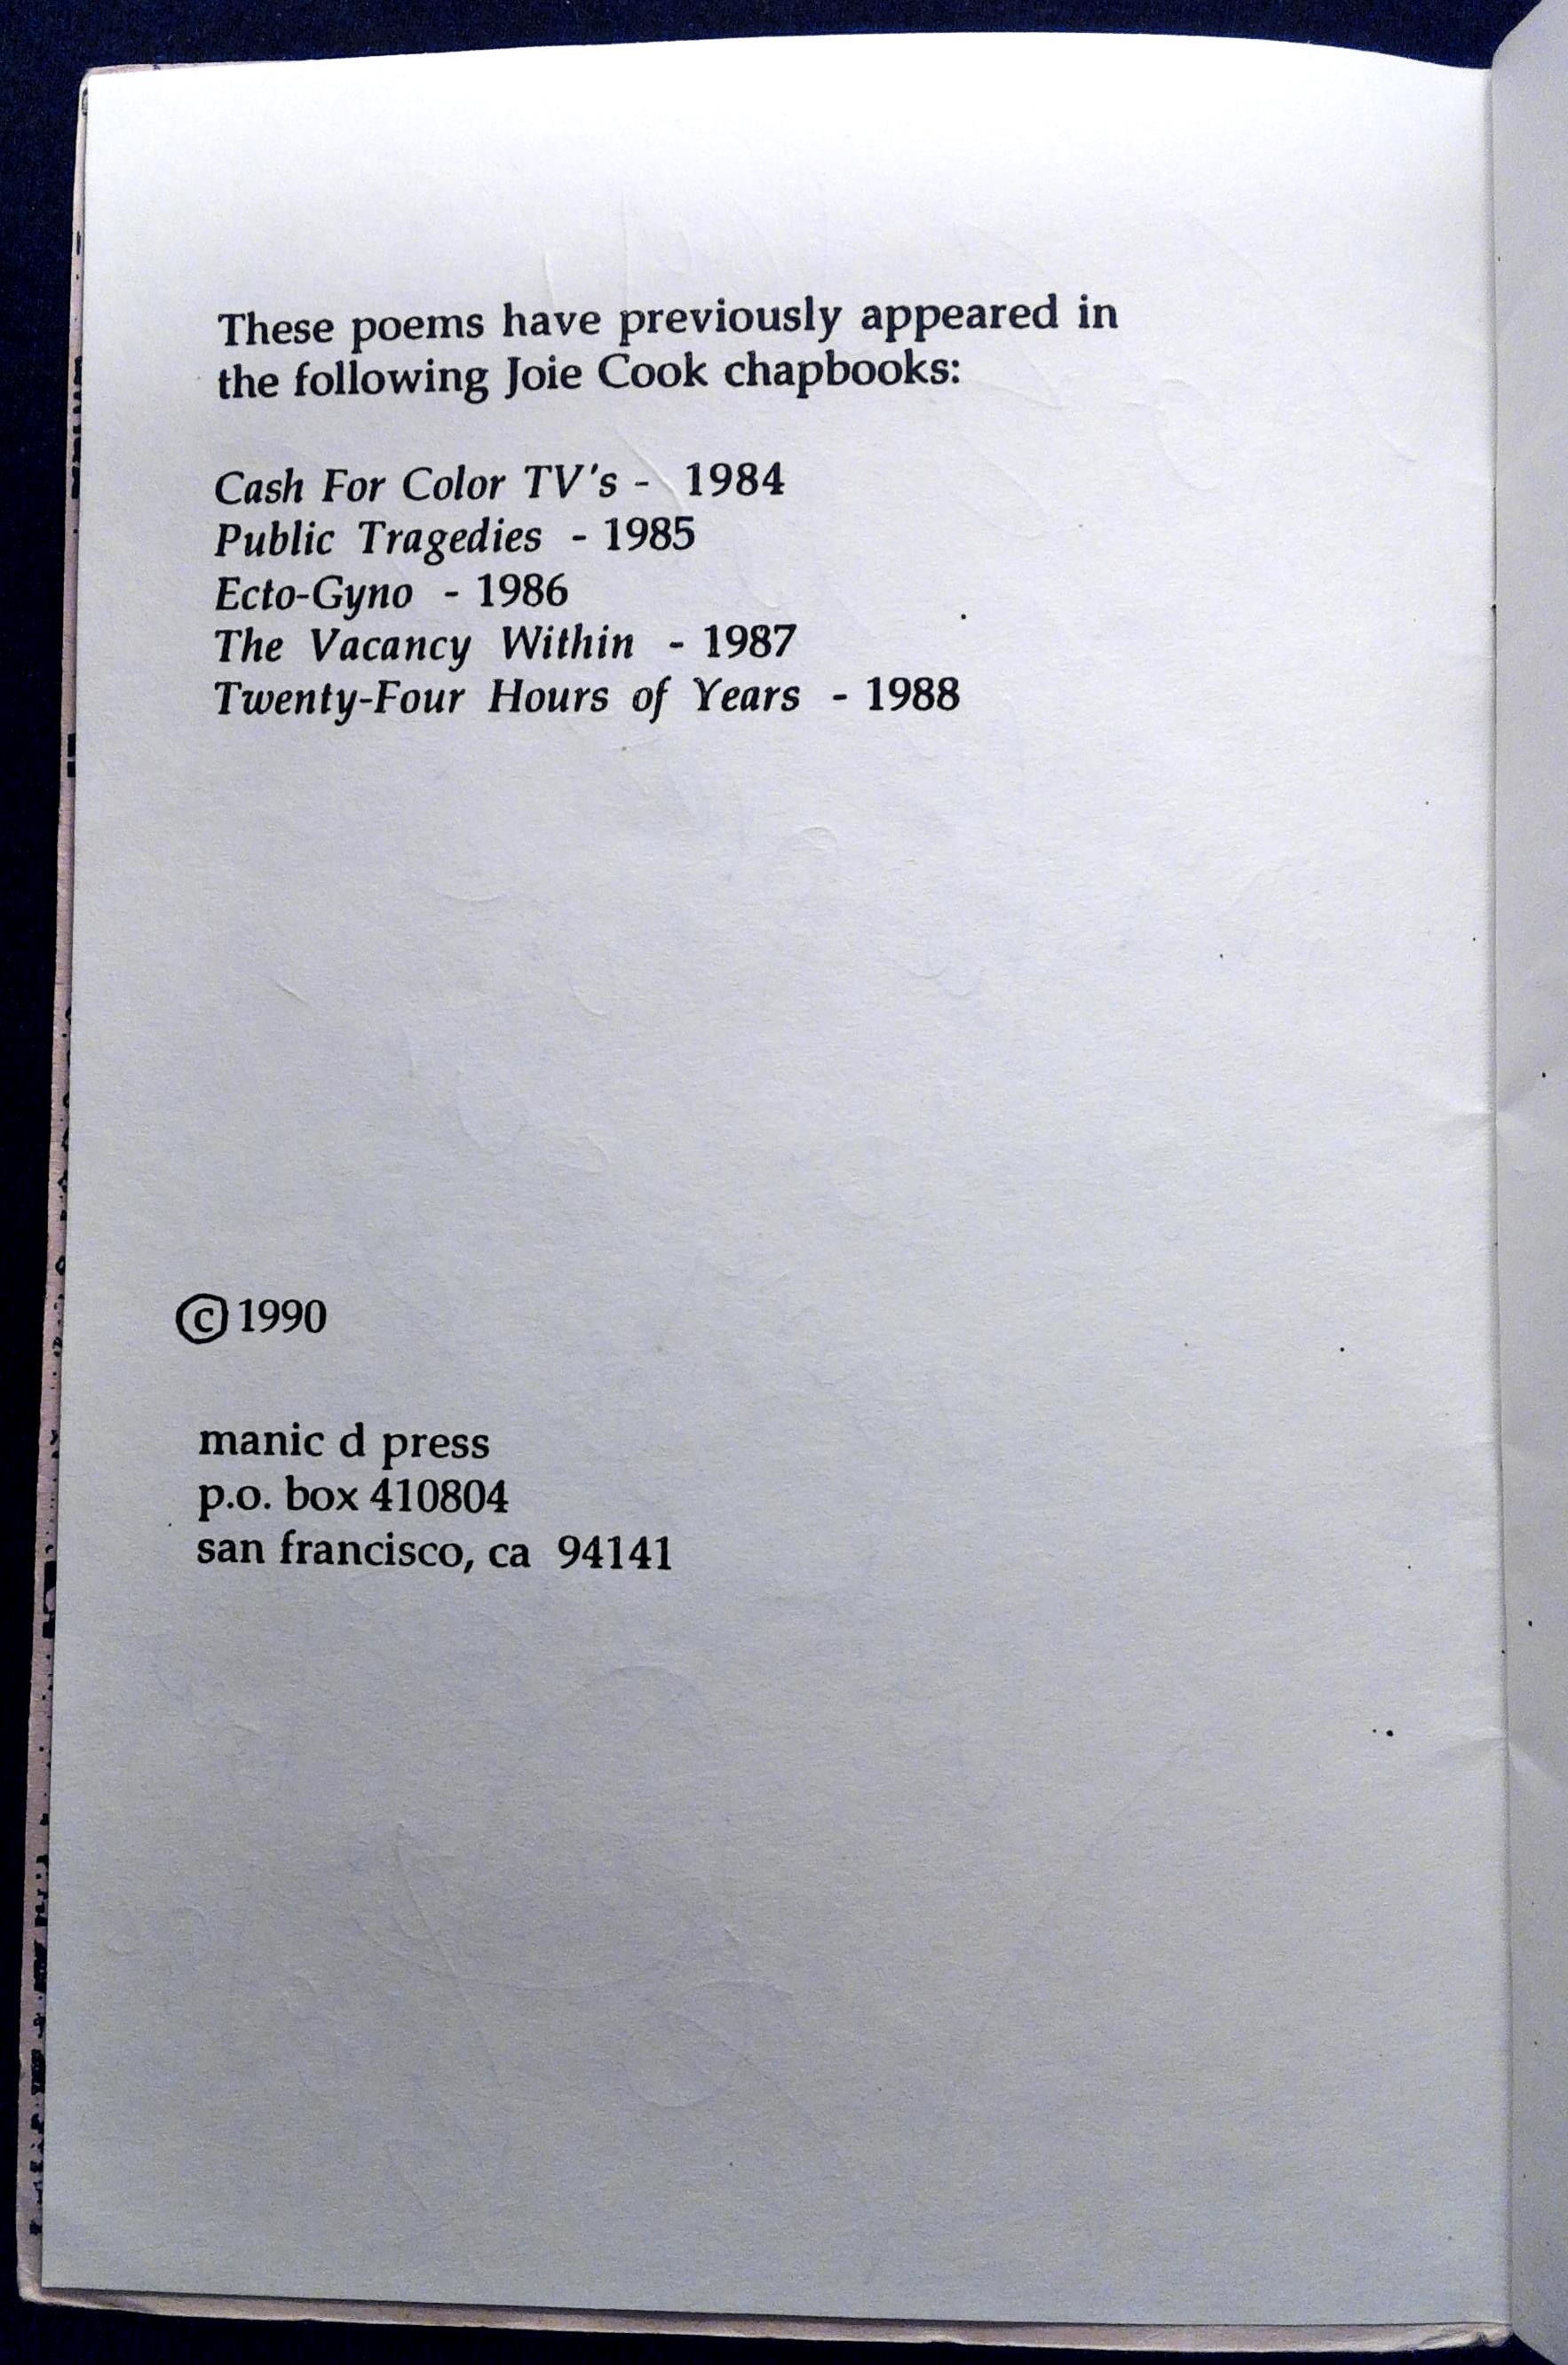 These poems have previously appeared in
the following Joie Cook chapbooks:
Cash For Color TV's - 1984
Public Tragedies - 1985
Ecto-Gyno - 1986
The Vacancy Within - 1987
Twenty-Four Hours of Years - 1988
©1990
manic d press
p.o. box 410804
san francisco, ca 94141